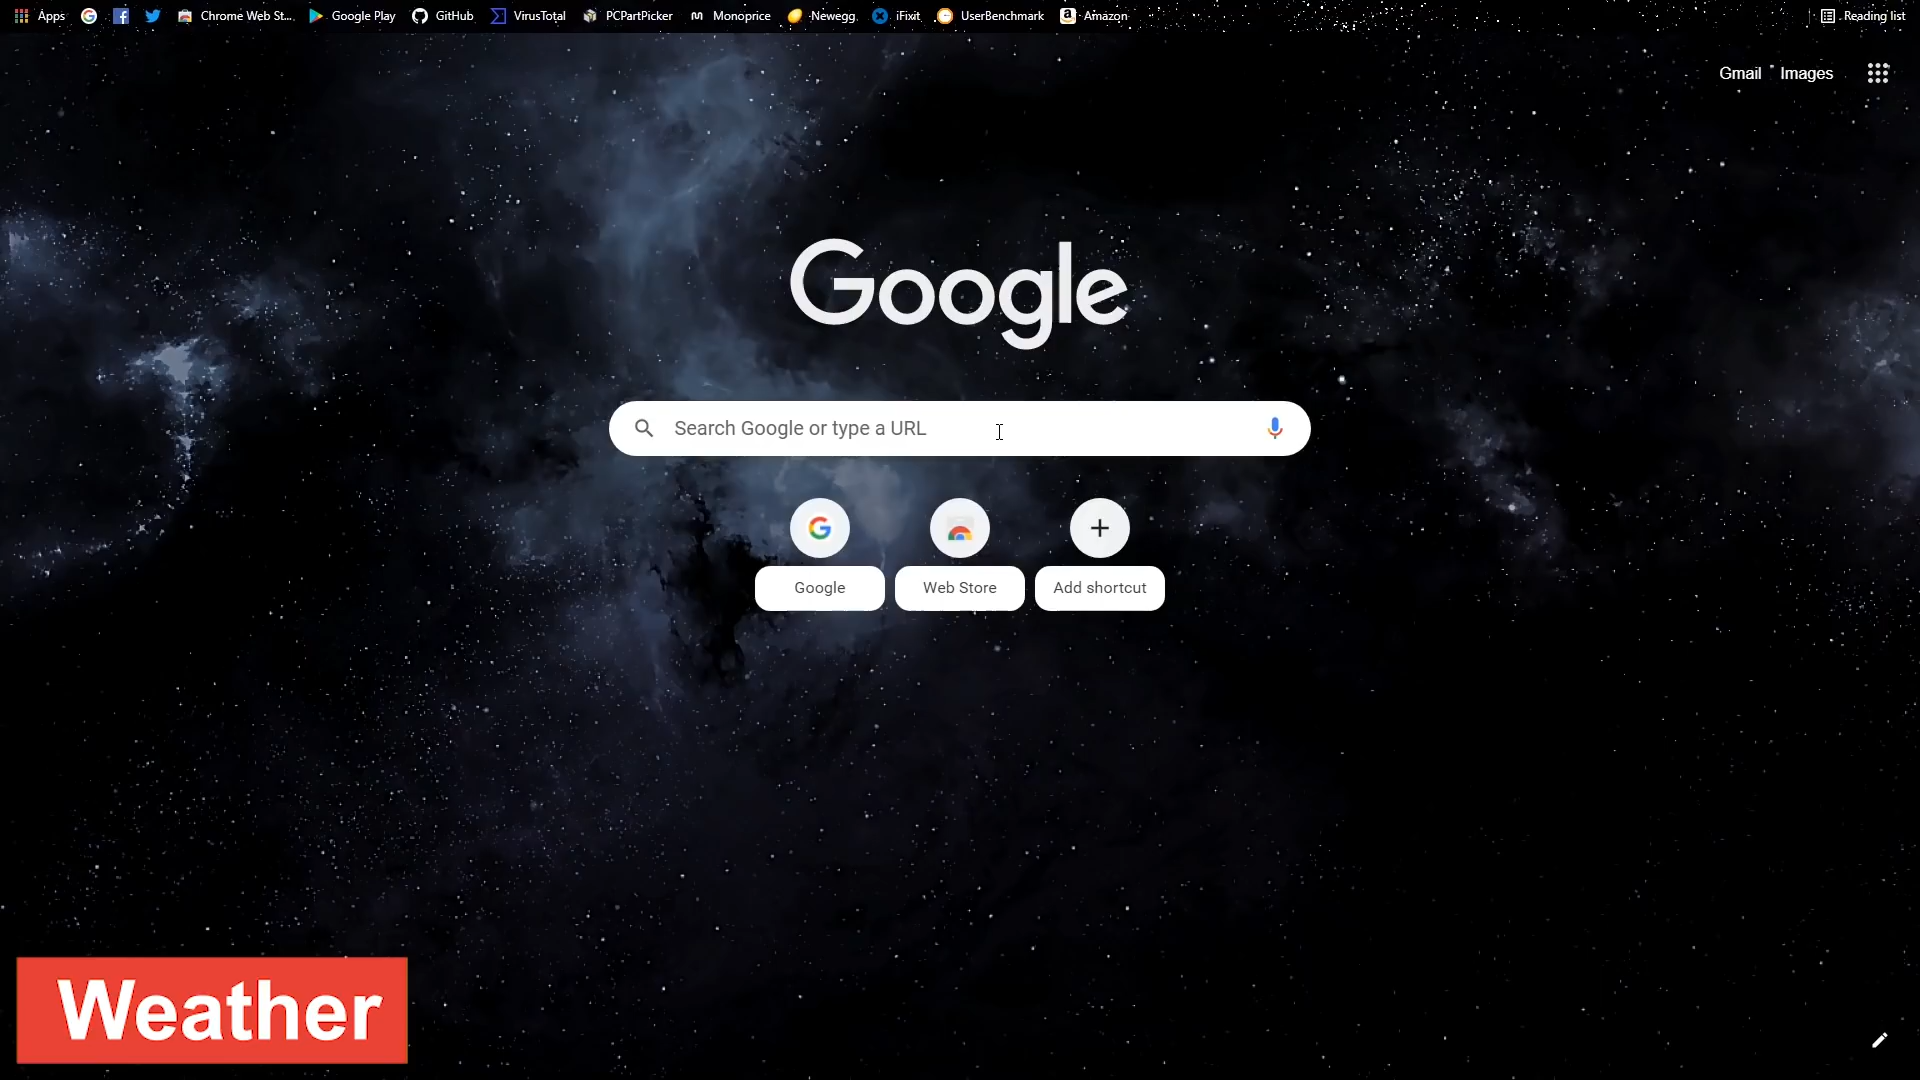 Apps Chrome Web St... Google Play GitHub VirusTotal PCPartPicker Monoprice Newegg iFixit UserBenchmark Amazon Reading list
Gmail Images
Google
Search Google or type a URL
Google Web Store Add shortcut
Weather